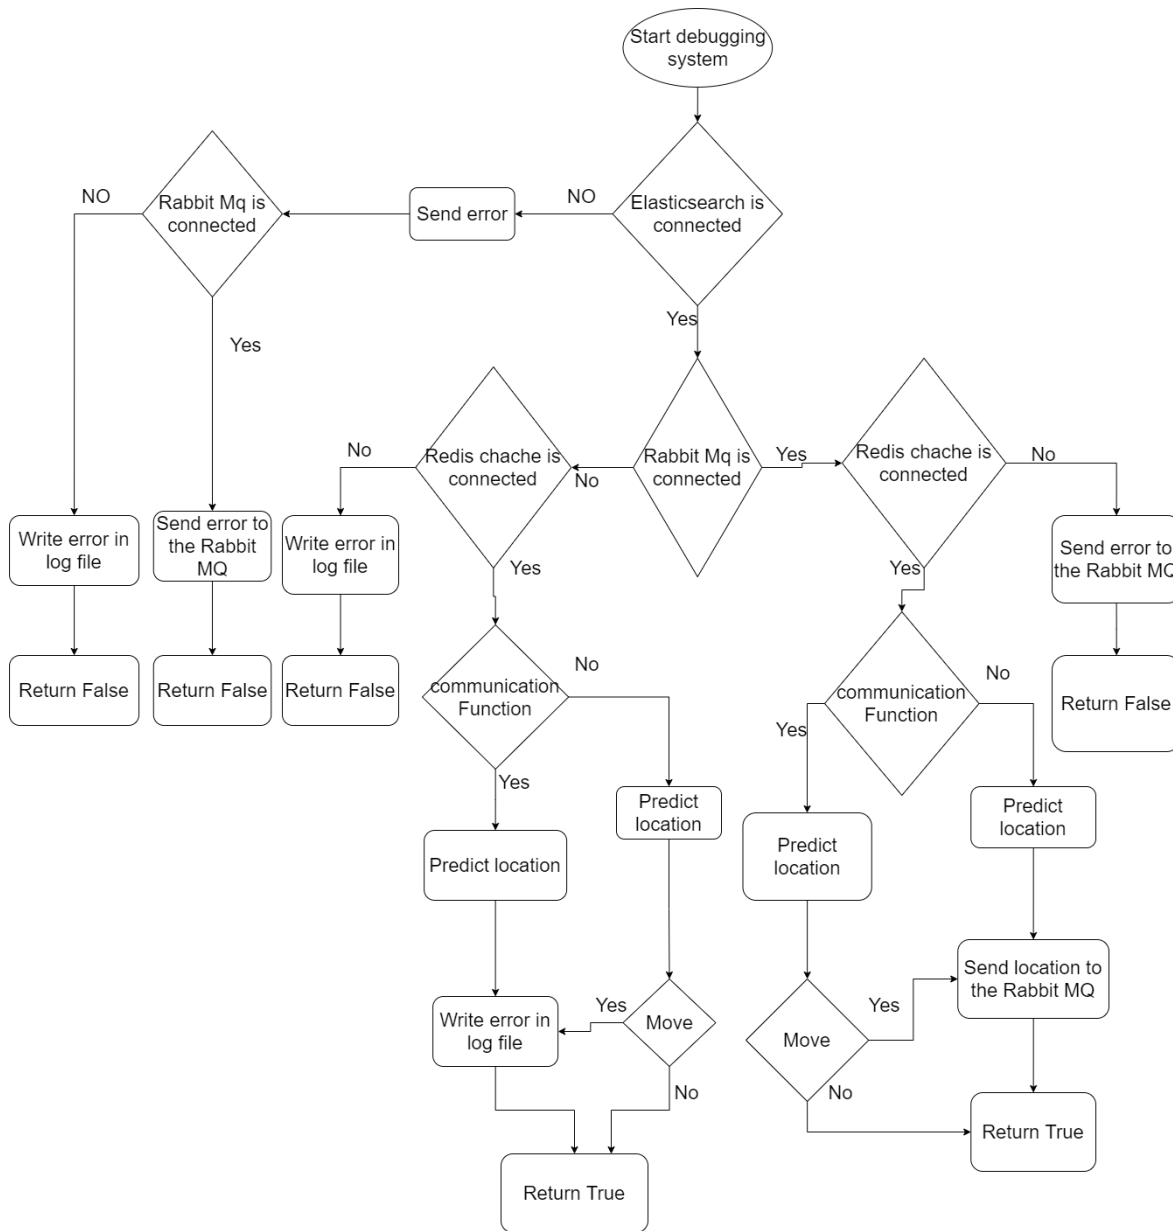 Start debugging
system
Rabbit Mq is
connected
NO
Send error
NO
Elasticsearch is
connected
Yes
Yes
Redis chache is
connected
No
Rabbit Mq is
connected
No
Yes
Redis chache is
connected
No
Write error in
log file
Send error to
the Rabbit
MQ
Write error in
log file
Yes
Yes
Send error to
the Rabbit MQ
Return False
Return False
Return False
communication
Function
No
communication
Function
No
Return False
Yes
Yes
Predict location
Predict
location
Predict
location
Predict
location
Write error in
log file
Yes
Move
No
Move
Yes
No
Send location to
the Rabbit MQ
Return True
Return True